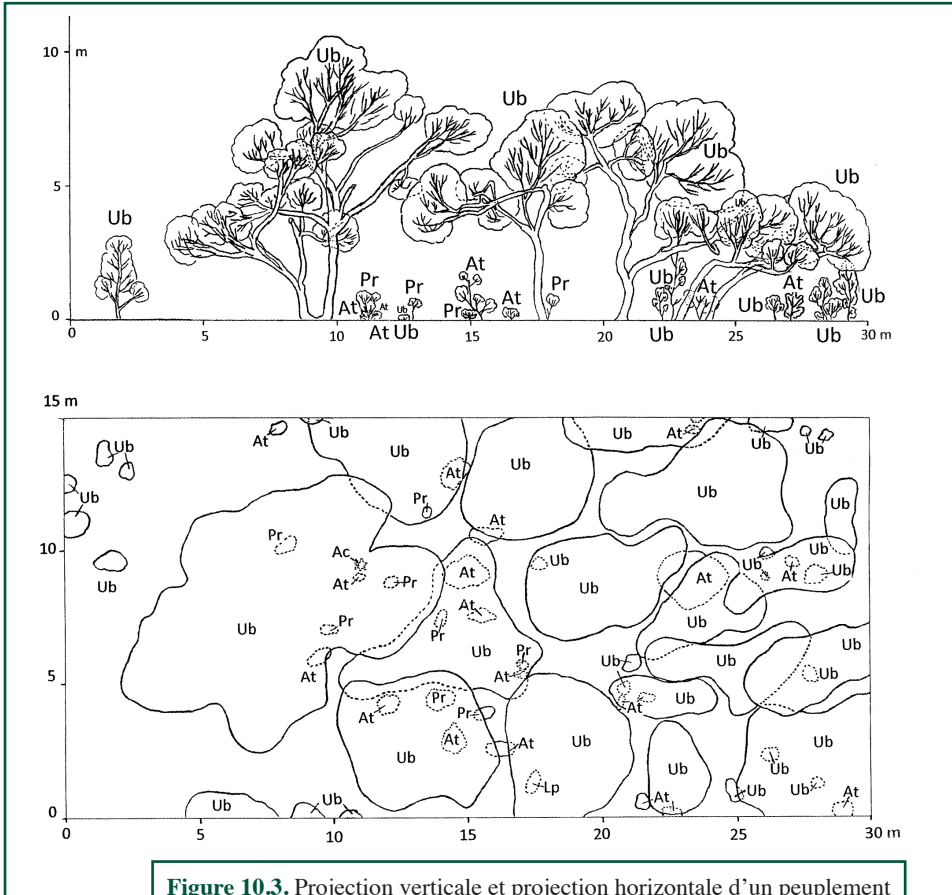 10 m
Ub
Ub
Ub
Ub
5
Ub
Ub
Pr Pr At At Pr Ub At At
At At Ub Pr Ub Ub
0 At Ub Ub Ub
5 10 15 20 25 30 m
15 m
Ub Ub At Ub Ub At Ub Ub
Ub Ub At Ub Ub
Pr At
10 Pr Ac At Pr Ub At Ub At Ub Ub
Ub Ub At Ub
Pr Pr Ub Ub
At Pr At Ub Ub Ub
5 At Pr Pr At Ub Ub
At Ub At Ub Ub Ub
Ub Lp Ub Ub At
0 Ub Ub At Ub
0 5 10 15 20 25 30 m
Figure 10.3. Projection verticale et projection horizontale d'un peuplement